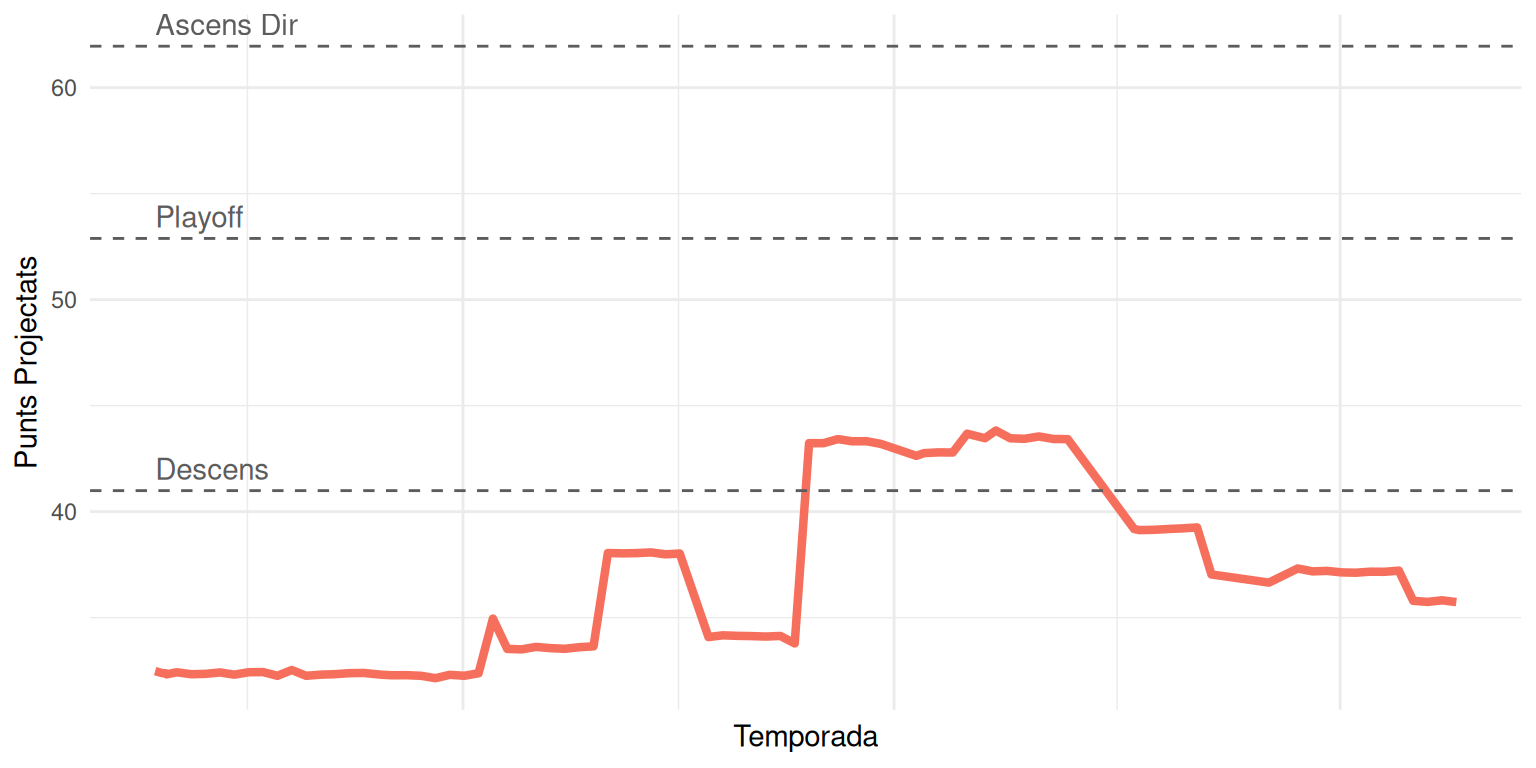 Ascens Dir
60
Playoff
50
Descens
40
Punts Projectats
Temporada